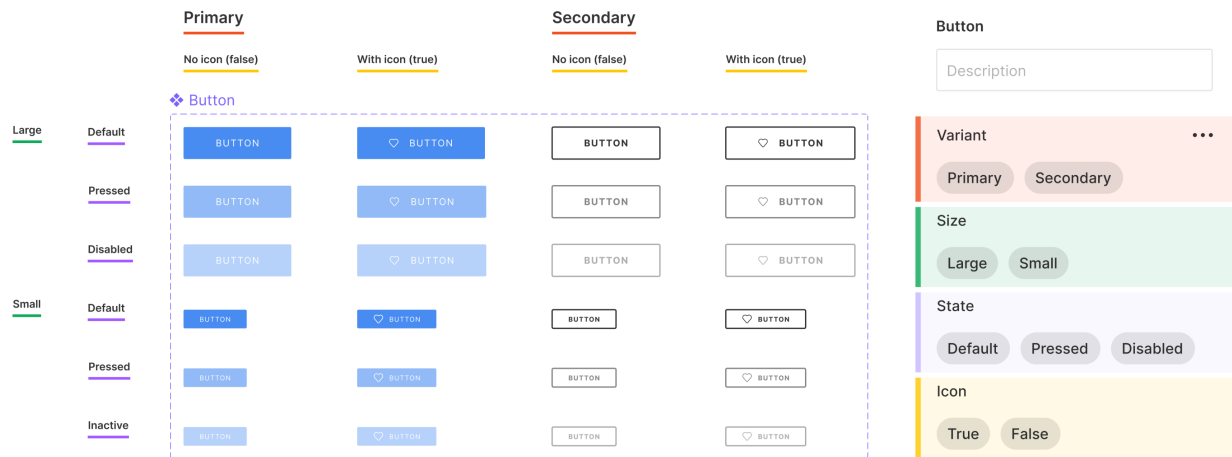 Primary Secondary
No icon (false) With icon (true) No icon (false) With icon (true)
Button
Large Default BUTTON BUTTON BUTTON BUTTON
Pressed BUTTON BUTTON BUTTON BUTTON
Disabled BUTTON BUTTON BUTTON BUTTON
Small Default BUTTON BUTTON BUTTON BUTTON
Pressed BUTTON BUTTON BUTTON BUTTON
Inactive BUTTON BUTTON BUTTON BUTTON
Button
Description
Variant
Primary Secondary
Size
Large Small
State
Default Pressed Disabled
Icon
True False